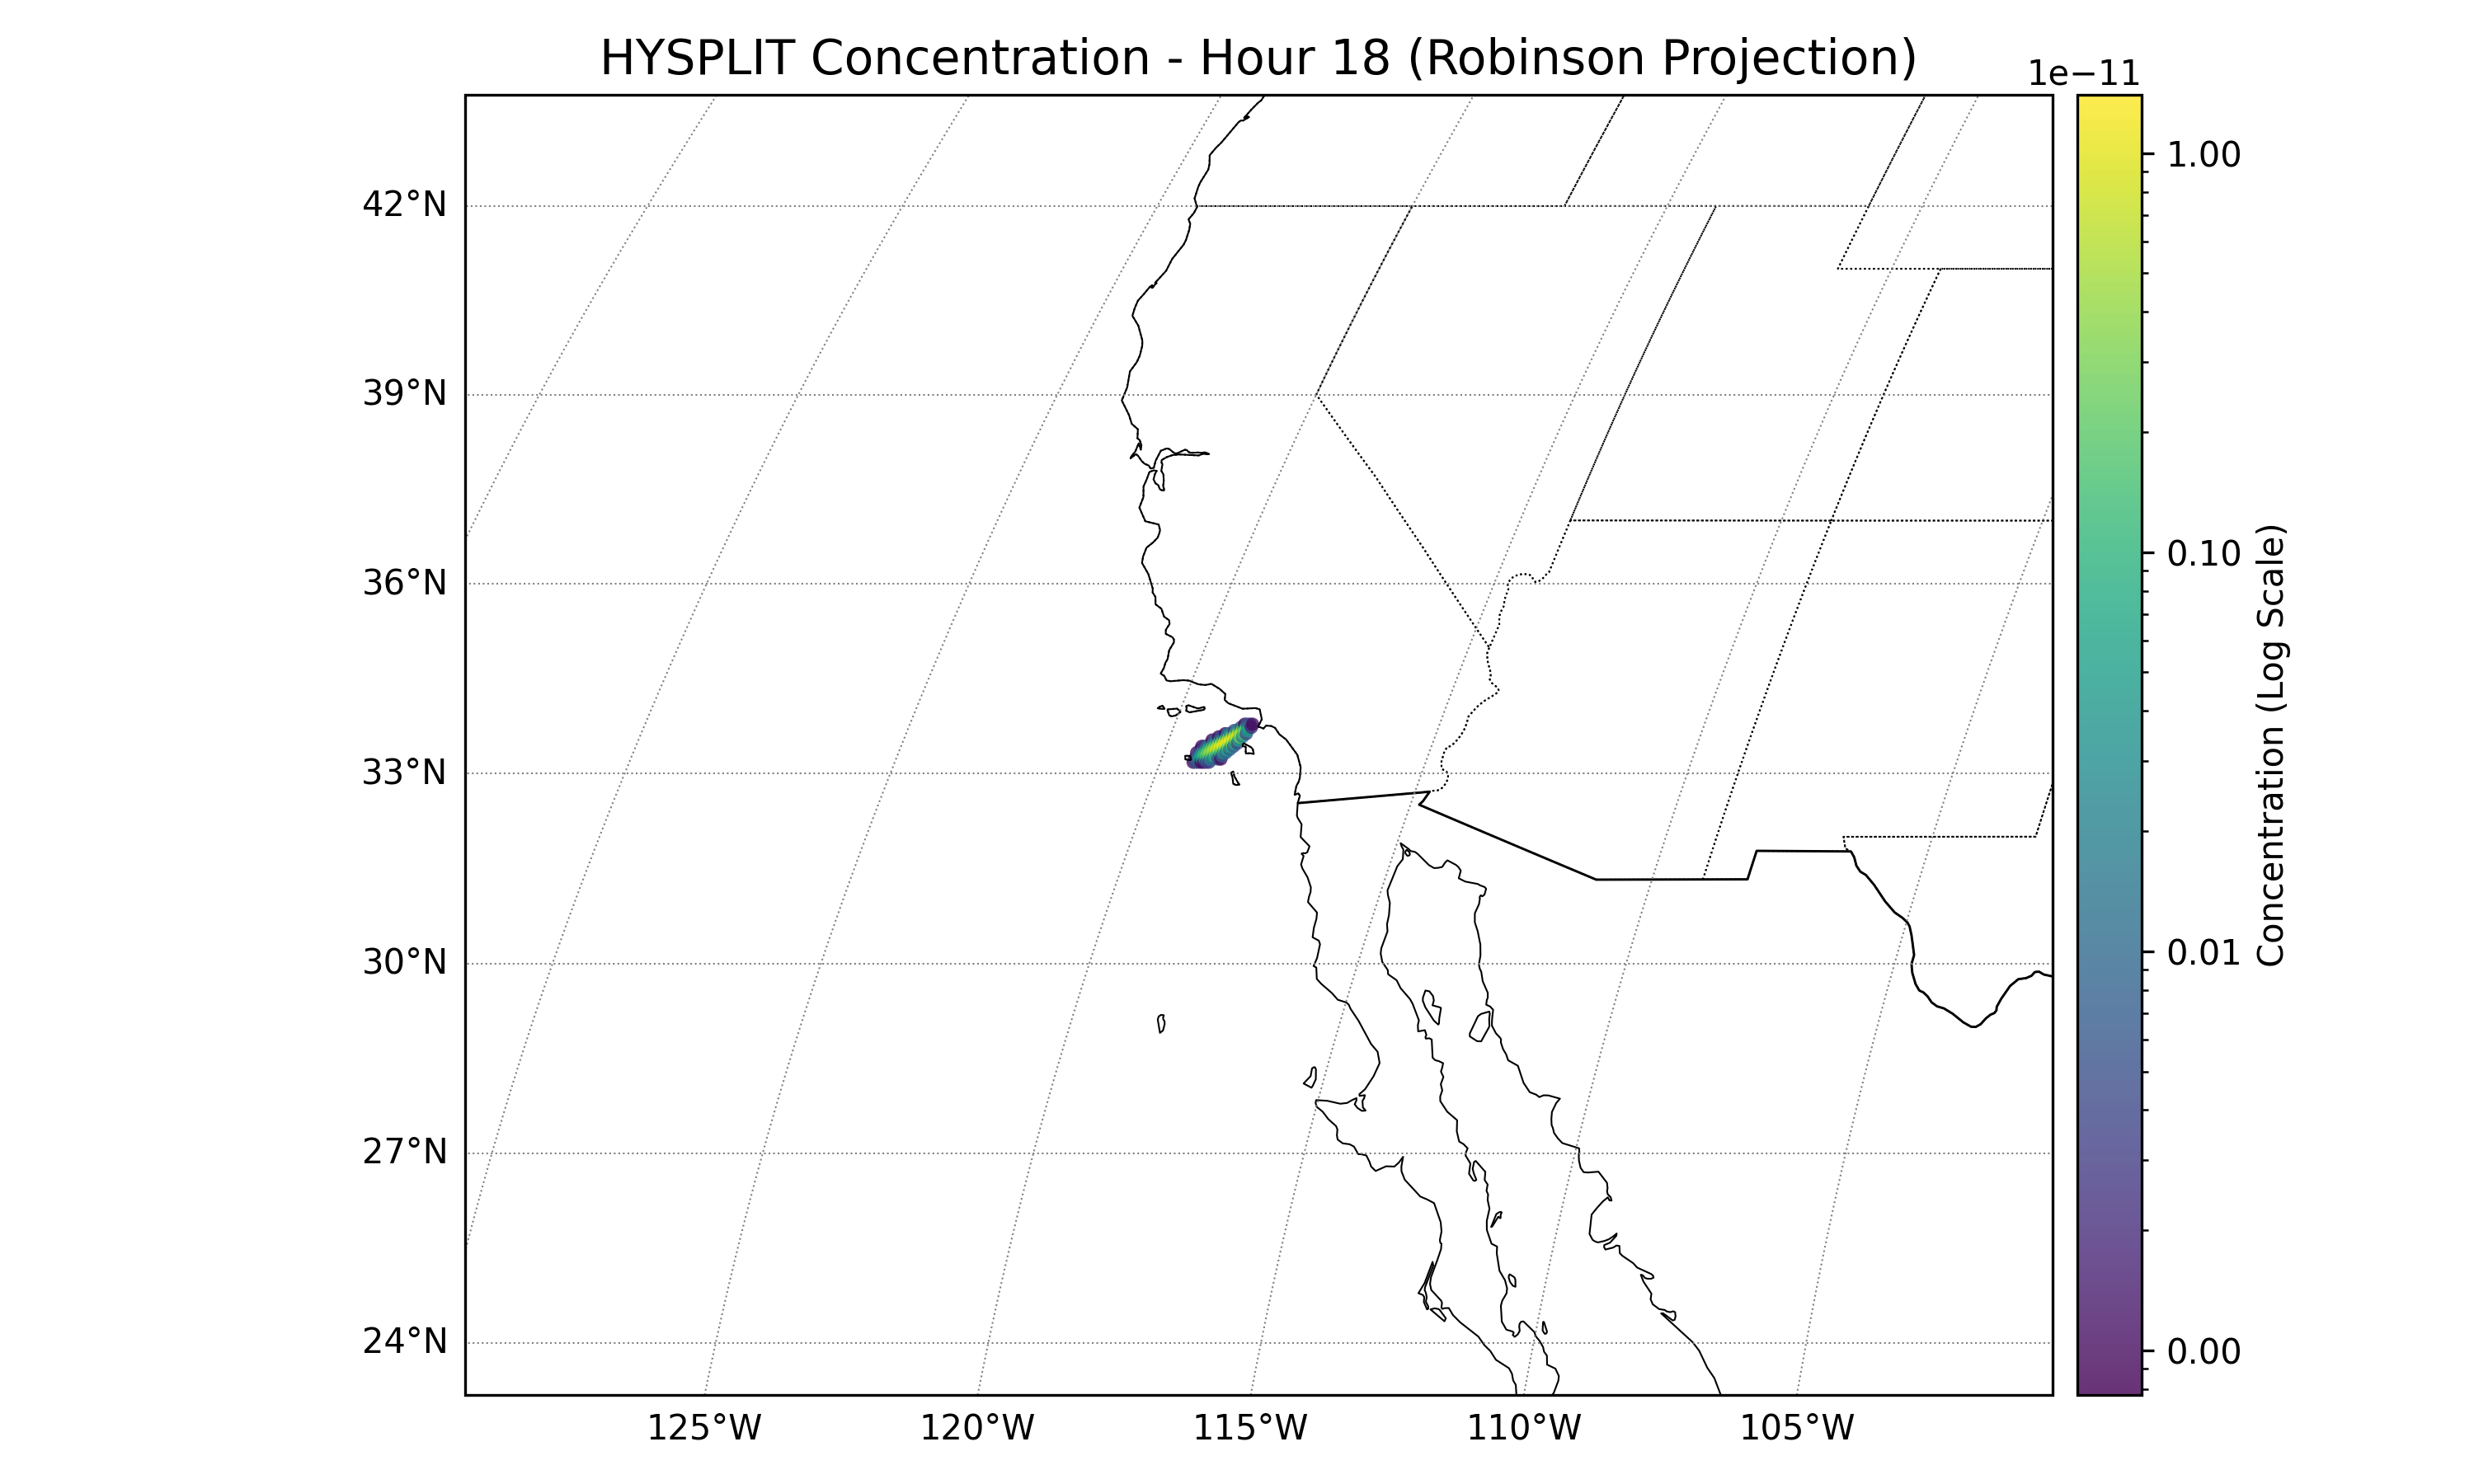 HYSPLIT Concentration - Hour 18 (Robinson Projection)
1e−11
1.00
0.10
0.01
0.00
Concentration (Log Scale)
42°N
39°N
36°N
33°N
30°N
27°N
24°N
125°W
120°W
115°W
110°W
105°W